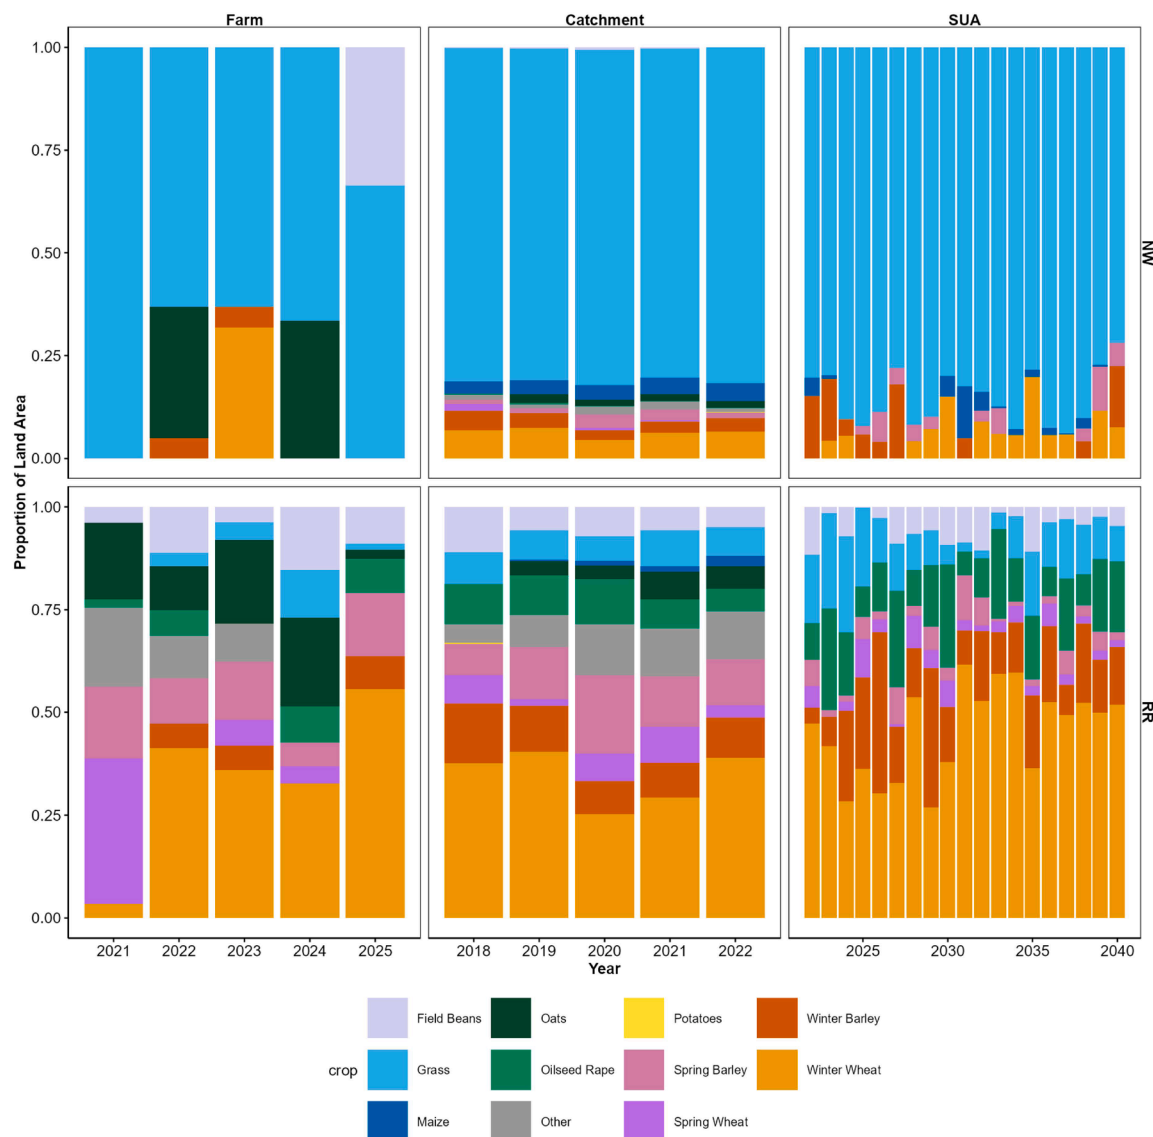 Farm Catchment SUA
1.00
0.75
0.50
0.25
0.00
NW
Proportion of Land Area
1.00
0.75
0.50
0.25
0.00
RR
2021 2022 2023 2024 2025 2018 2019 2020 2021 2022 2025 2030 2035 2040
Year
crop
Field Beans Oats Potatoes Winter Barley
Grass Oilseed Rape Spring Barley Winter Wheat
Maize Other Spring Wheat